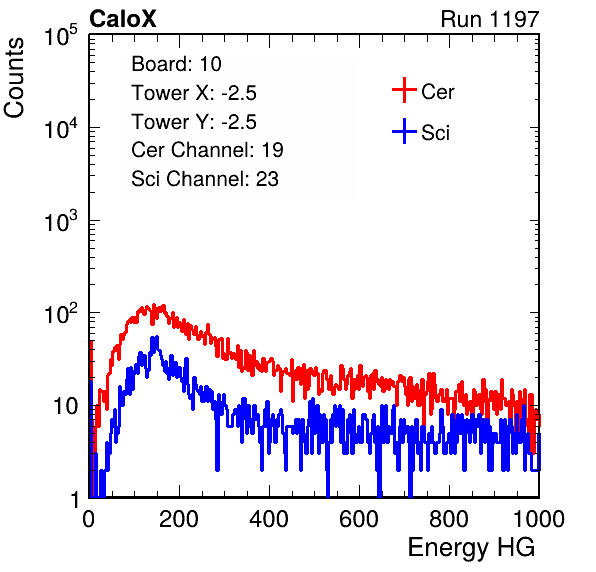 CaloX Run 1197
Counts
Board: 10
Tower X: -2.5
Tower Y: -2.5
Cer Channel: 19
Sci Channel: 23
Cer
Sci
10^5
10^4
10^3
10^2
10
1
0 200 400 600 800 1000
Energy HG